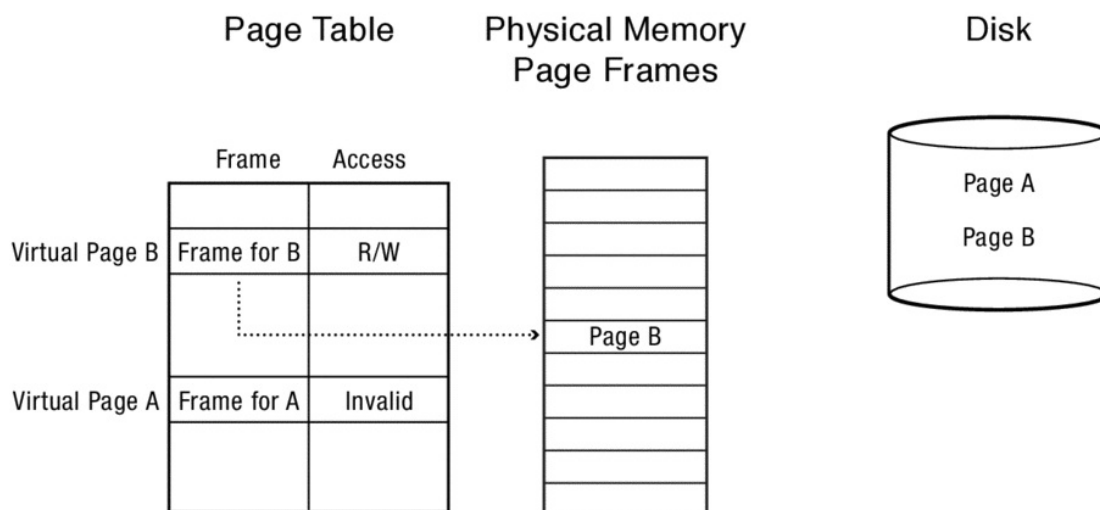 Page Table
Physical Memory
Page Frames
Disk
Frame Access
Virtual Page B Frame for B R/W
Virtual Page A Frame for A Invalid
Page B
Page A
Page B